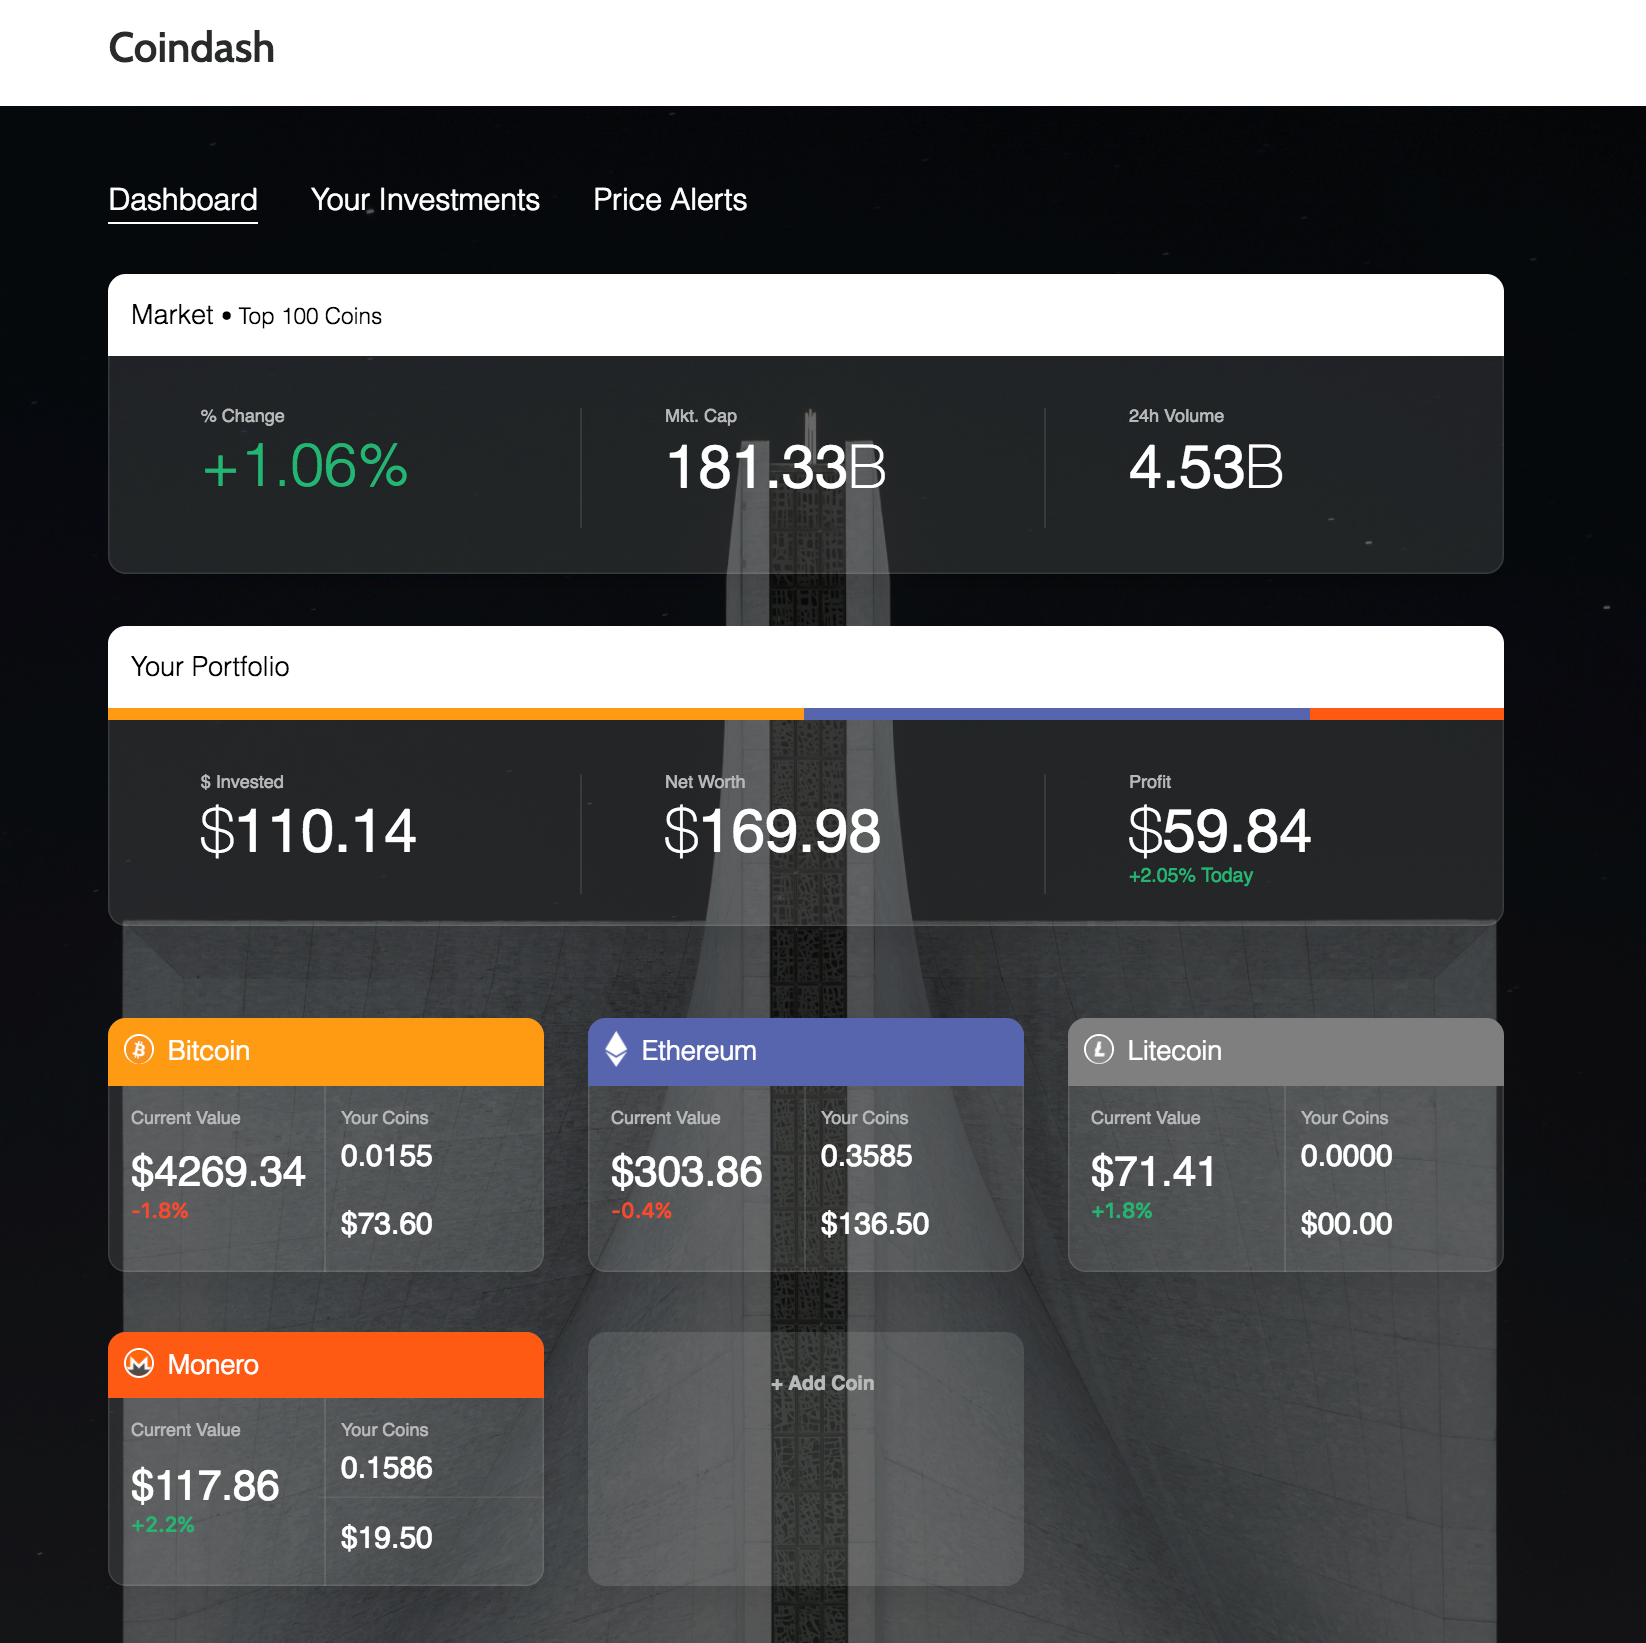 Coindash
Dashboard Your Investments Price Alerts
Market • Top 100 Coins
% Change Mkt. Cap 24h Volume
+1.06% 181.33B 4.53B
Your Portfolio
$ Invested Net Worth Profit
$110.14 $169.98 $59.84
+2.05% Today
Bitcoin
Current Value Your Coins
$4269.34 0.0155
-1.8% $73.60
Ethereum
Current Value Your Coins
$303.86 0.3585
-0.4% $136.50
Litecoin
Current Value Your Coins
$71.41 0.0000
+1.8% $00.00
Monero
Current Value Your Coins
$117.86 0.1586
+2.2% $19.50
+ Add Coin